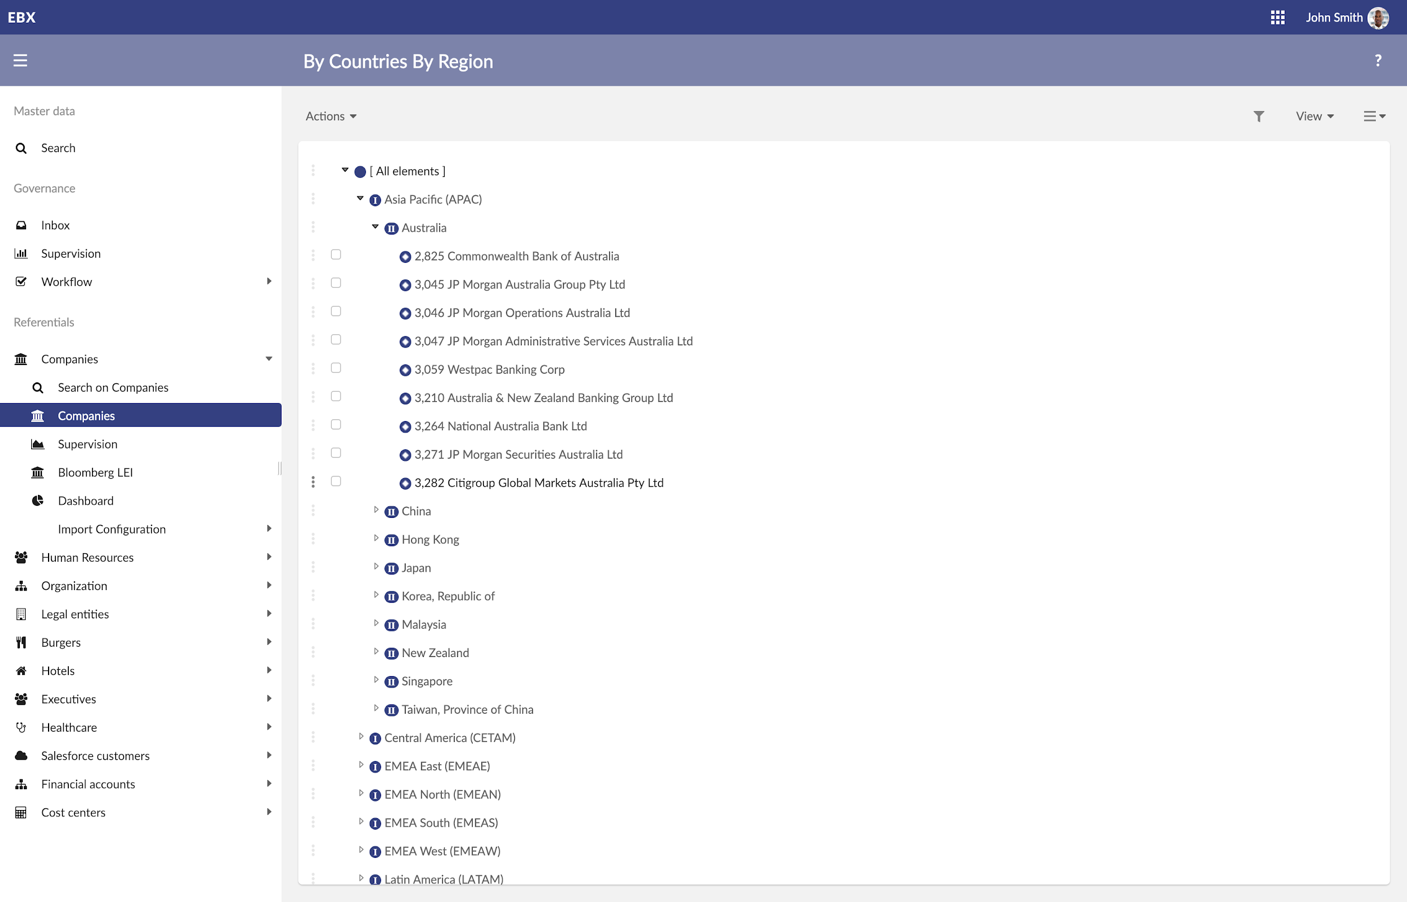 EBX
John Smith
By Countries By Region
?
Master data
Search
Governance
Inbox
Supervision
Workflow
Referentials
Companies
Search on Companies
Companies
Supervision
Bloomberg LEI
Dashboard
Import Configuration
Human Resources
Organization
Legal entities
Burgers
Hotels
Executives
Healthcare
Salesforce customers
Financial accounts
Cost centers
Actions
View
[ All elements ]
I Asia Pacific (APAC)
II Australia
2,825 Commonwealth Bank of Australia
3,045 JP Morgan Australia Group Pty Ltd
3,046 JP Morgan Operations Australia Ltd
3,047 JP Morgan Administrative Services Australia Ltd
3,059 Westpac Banking Corp
3,210 Australia & New Zealand Banking Group Ltd
3,264 National Australia Bank Ltd
3,271 JP Morgan Securities Australia Ltd
3,282 Citigroup Global Markets Australia Pty Ltd
II China
II Hong Kong
II Japan
II Korea, Republic of
II Malaysia
II New Zealand
II Singapore
II Taiwan, Province of China
I Central America (CETAM)
I EMEA East (EMEAE)
I EMEA North (EMEAN)
I EMEA South (EMEAS)
I EMEA West (EMEAW)
I Latin America (LATAM)